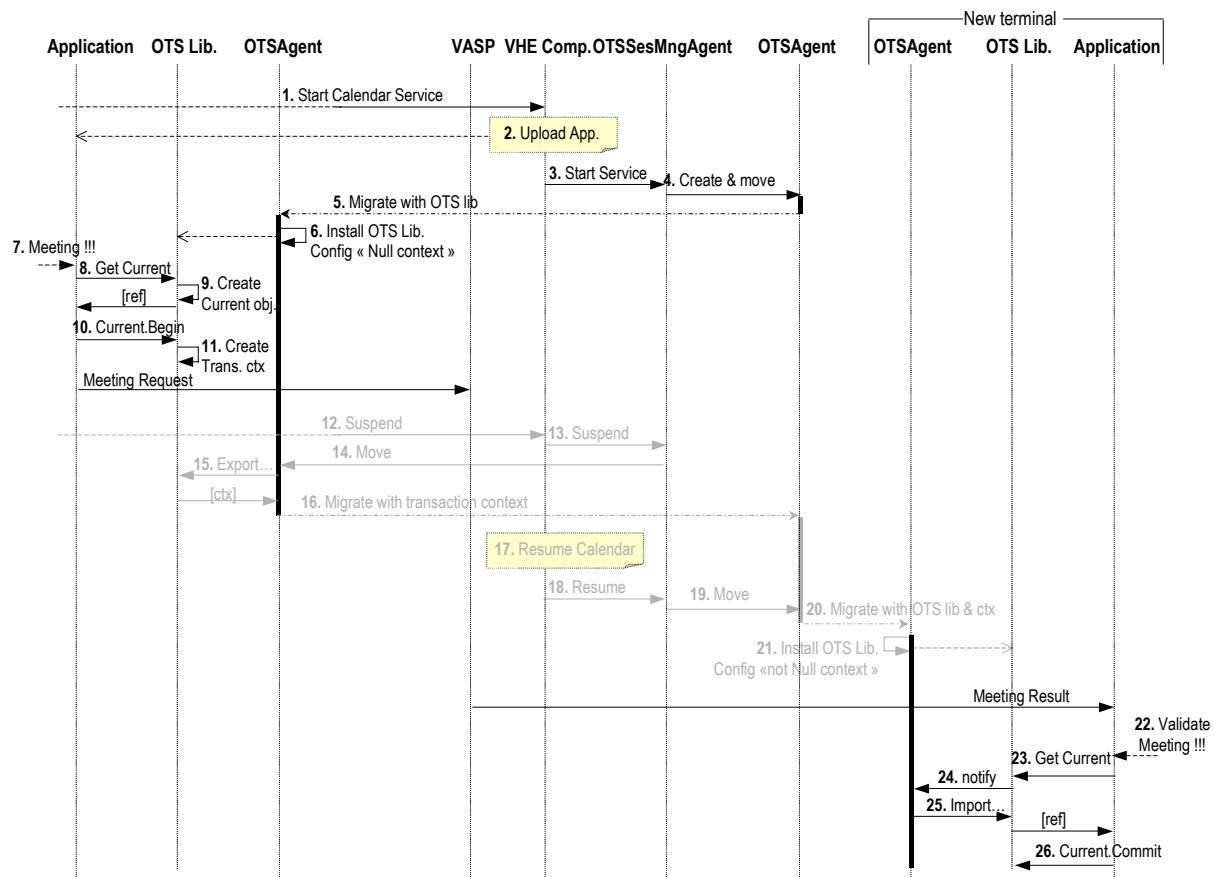 New terminal
Application OTS Lib. OTSAgent VASP VHE Comp. OTSSesMngAgent OTSAgent OTSAgent OTS Lib. Application
1. Start Calendar Service
2. Upload App.
3. Start Service
4. Create & move
5. Migrate with OTS lib
6. Install OTS Lib.
Config « Null context »
7. Meeting !!!
8. Get Current
9. Create
Current obj.
[ref]
10. Current.Begin
11. Create
Trans. ctx
Meeting Request
12. Suspend
13. Suspend
14. Move
15. Export…
[ctx]
16. Migrate with transaction context
17. Resume Calendar
18. Resume
19. Move
20. Migrate with OTS lib & ctx
21. Install OTS Lib.
Config «not Null context »
Meeting Result
22. Validate
Meeting !!!
23. Get Current
24. notify
25. Import…
[ref]
26. Current.Commit